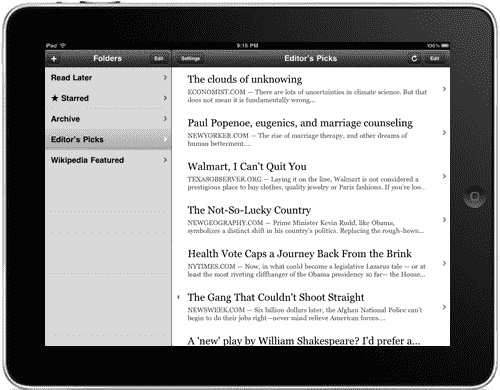 iPad
9:15 PM
100%
+
Folders
Edit
Settings
Editor's Picks
Edit
Read Later
★ Starred
Archive
Editor's Picks
Wikipedia Featured
The clouds of unknowing
ECONOMIST.COM — There are lots of uncertainties in climate science. But that
does not mean it is fundamentally wrong....
Paul Popenoe, eugenics, and marriage counseling
NEWYORKER.COM — The rise of marriage therapy, and other dreams of
human betterment....
Walmart, I Can't Quit You
TEXASOBSERVER.ORG — Laying it on the line, Walmart is not considered a
prestigious place to buy clothes, quality jewelry or Paris fashions. If you're loo...
The Not-So-Lucky Country
NEWGEOGRAPHY.COM — Prime Minister Kevin Rudd, like Obama,
symbolizes a distinct shift in his country's politics. Replacing the rough-hewn...
Health Vote Caps a Journey Back From the Brink
NYTIMES.COM — Now, in what could become a legislative Lazarus tale — or at
least the most riveting cliffhanger of the Obama presidency so far— the House...
The Gang That Couldn't Shoot Straight
NEWSWEEK.COM — Six billion dollars later, the Afghan National Police can't
begin to do their jobs right—never mind relieve American forces....
A 'new' play by William Shakespeare? I'd prefer a...